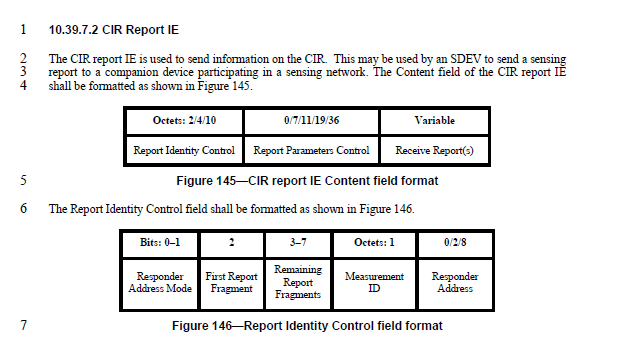 1 10.39.7.2 CIR Report IE
2 The CIR report IE is used to send information on the CIR. This may be used by an SDEV to send a sensing
3 report to a companion device participating in a sensing network. The Content field of the CIR report IE
4 shall be formatted as shown in Figure 145.
Octets: 2/4/10 0/7/11/19/36 Variable
Report Identity Control Report Parameters Control Receive Report(s)
5 Figure 145—CIR report IE Content field format
6 The Report Identity Control field shall be formatted as shown in Figure 146.
Bits: 0–1 2 3–7 Octets: 1 0/2/8
Responder Address Mode First Report Fragment Remaining Report Fragments Measurement ID Responder Address
7 Figure 146—Report Identity Control field format